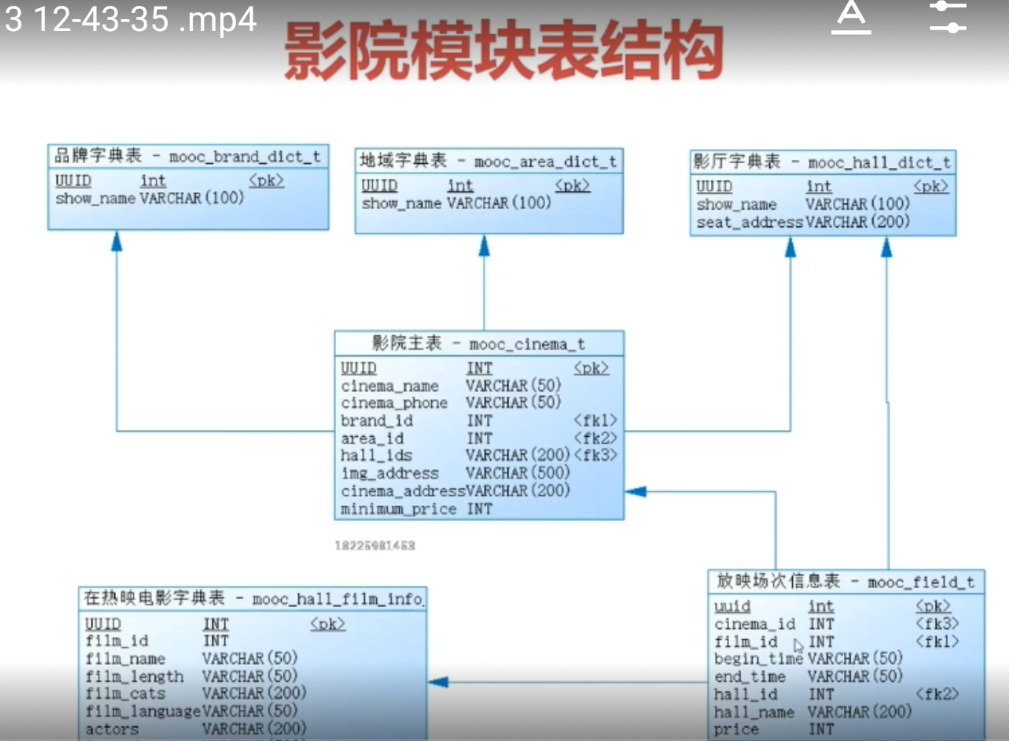 3 12-43-35 .mp4
影院模块表结构
品牌字典表 - mooc_brand_dict_t
UUID int <pk>
show_name VARCHAR(100)
地域字典表 - mooc_area_dict_t
UUID int <pk>
show_name VARCHAR(100)
影厅字典表 - mooc_hall_dict_t
UUID int <pk>
show_name VARCHAR(100)
seat_address VARCHAR(200)
影院主表 - mooc_cinema_t
UUID INT <pk>
cinema_name VARCHAR(50)
cinema_phone VARCHAR(50)
brand_id INT <fk1>
area_id INT <fk2>
hall_ids VARCHAR(200) <fk3>
img_address VARCHAR(500)
cinema_address VARCHAR(200)
minimum_price INT
18225981453
在热映电影字典表 - mooc_hall_film_info_
UUID INT <pk>
film_id INT
film_name VARCHAR(50)
film_length VARCHAR(50)
film_cats VARCHAR(200)
film_language VARCHAR(50)
actors VARCHAR(200)
放映场次信息表 - mooc_field_t
uuid int <pk>
cinema_id INT <fk3>
film_id INT <fk1>
begin_time VARCHAR(50)
end_time VARCHAR(50)
hall_id INT <fk2>
hall_name VARCHAR(200)
price INT